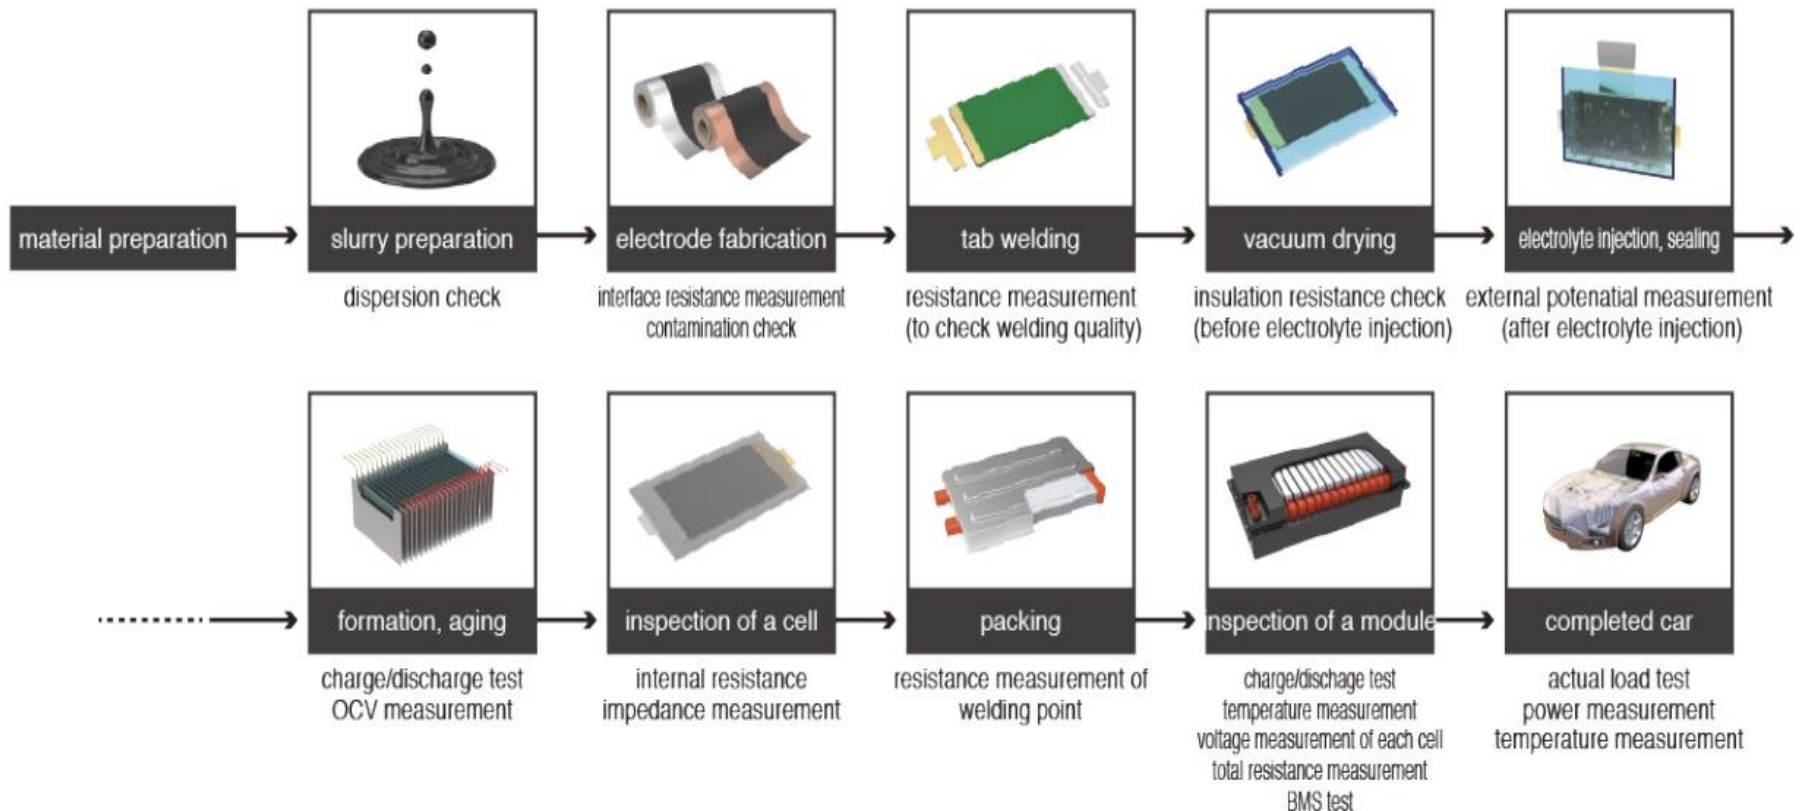 material preparation
slurry preparation
electrode fabrication
tab welding
vacuum drying
electrolyte injection, sealing
dispersion check
interface resistance measurement
contamination check
resistance measurement
(to check welding quality)
insulation resistance check
(before electrolyte injection)
external potenatial measurement
(after electrolyte injection)
formation, aging
inspection of a cell
packing
nspection of a module
completed car
charge/discharge test
OCV measurement
internal resistance
impedance measurement
resistance measurement of
welding point
charge/dischage test
temperature measurement
voltage measurement of each cell
total resistance measurement
BMS test
actual load test
power measurement
temperature measurement